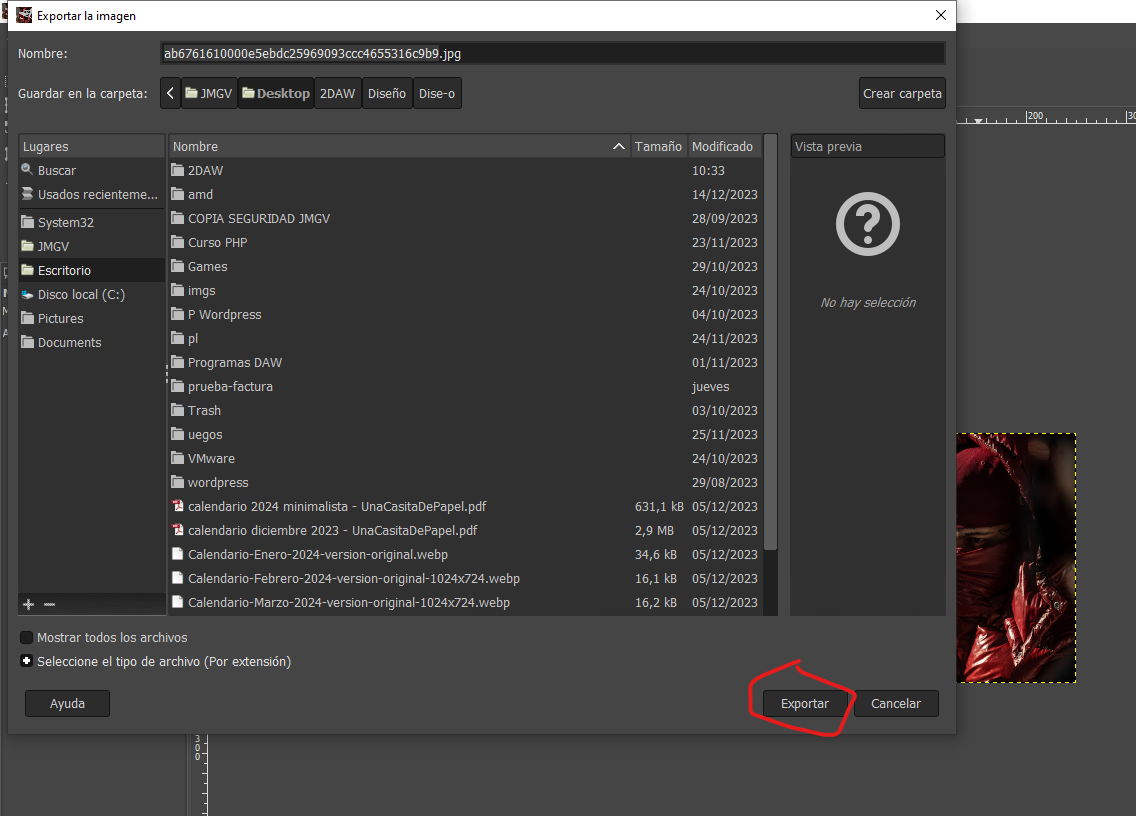 Exportar la imagen
Nombre:
ab6761610000e5ebdc25969093ccc4655316c9b9.jpg
Guardar en la carpeta:
JMGV
Desktop
2DAW
Diseño
Dise-o
Crear carpeta
200
300
Lugares
Buscar
Usados recienteme...
System32
JMGV
Escritorio
Disco local (C:)
Pictures
Documents
Nombre Tamaño Modificado
2DAW 10:33
amd 14/12/2023
COPIA SEGURIDAD JMGV 28/09/2023
Curso PHP 23/11/2023
Games 29/10/2023
imgs 24/10/2023
P Wordpress 04/10/2023
pl 24/11/2023
Programas DAW 01/11/2023
prueba-factura jueves
Trash 03/10/2023
uegos 25/11/2023
VMware 24/10/2023
wordpress 29/08/2023
calendario 2024 minimalista - UnaCasitaDePapel.pdf 631,1 kB 05/12/2023
calendario diciembre 2023 - UnaCasitaDePapel.pdf 2,9 MB 05/12/2023
Calendario-Enero-2024-version-original.webp 34,6 kB 05/12/2023
Calendario-Febrero-2024-version-original-1024x724.webp 16,1 kB 05/12/2023
Calendario-Marzo-2024-version-original-1024x724.webp 16,2 kB 05/12/2023
Vista previa
No hay selección
Mostrar todos los archivos
Seleccione el tipo de archivo (Por extensión)
Ayuda
Exportar
Cancelar
300